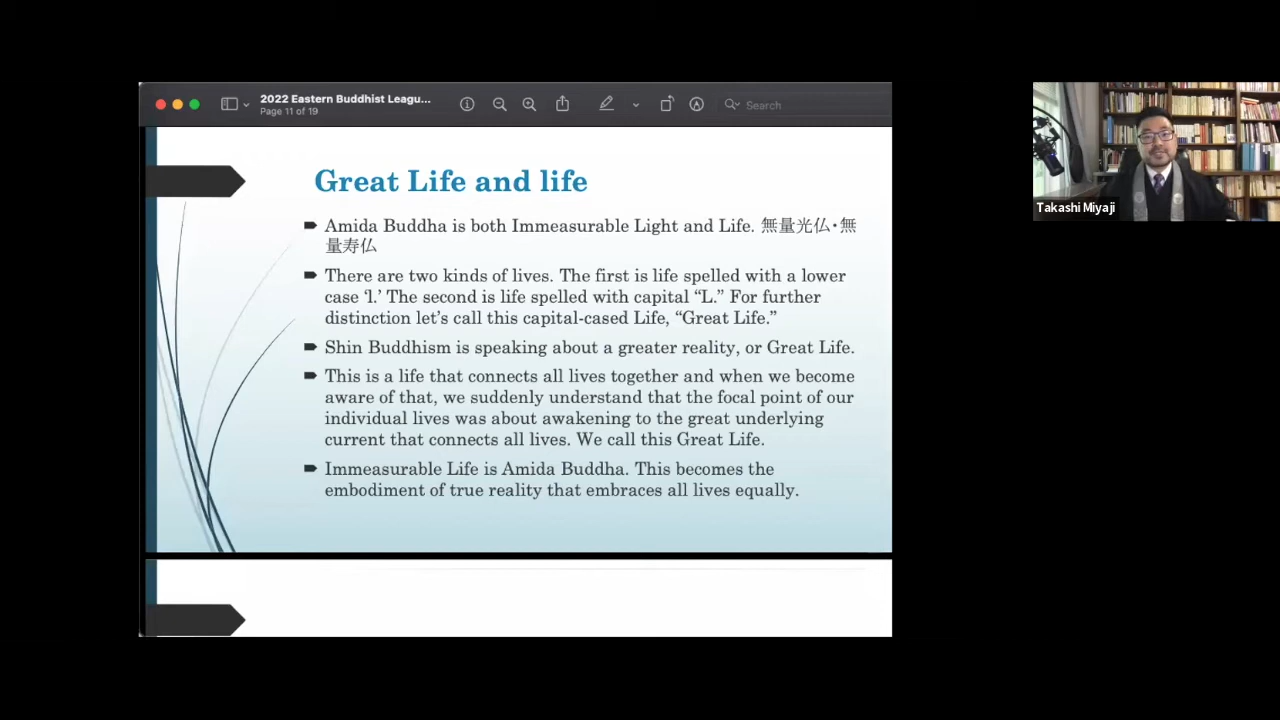 2022 Eastern Buddhist Leagu...
Page 11 of 19
Search
Great Life and life
Amida Buddha is both Immeasurable Light and Life. 無量光仏・無
量寿仏
There are two kinds of lives. The first is life spelled with a lower
case ‘l.’ The second is life spelled with capital “L.” For further
distinction let’s call this capital-cased Life, “Great Life.”
Shin Buddhism is speaking about a greater reality, or Great Life.
This is a life that connects all lives together and when we become
aware of that, we suddenly understand that the focal point of our
individual lives was about awakening to the great underlying
current that connects all lives. We call this Great Life.
Immeasurable Life is Amida Buddha. This becomes the
embodiment of true reality that embraces all lives equally.
Takashi Miyaji